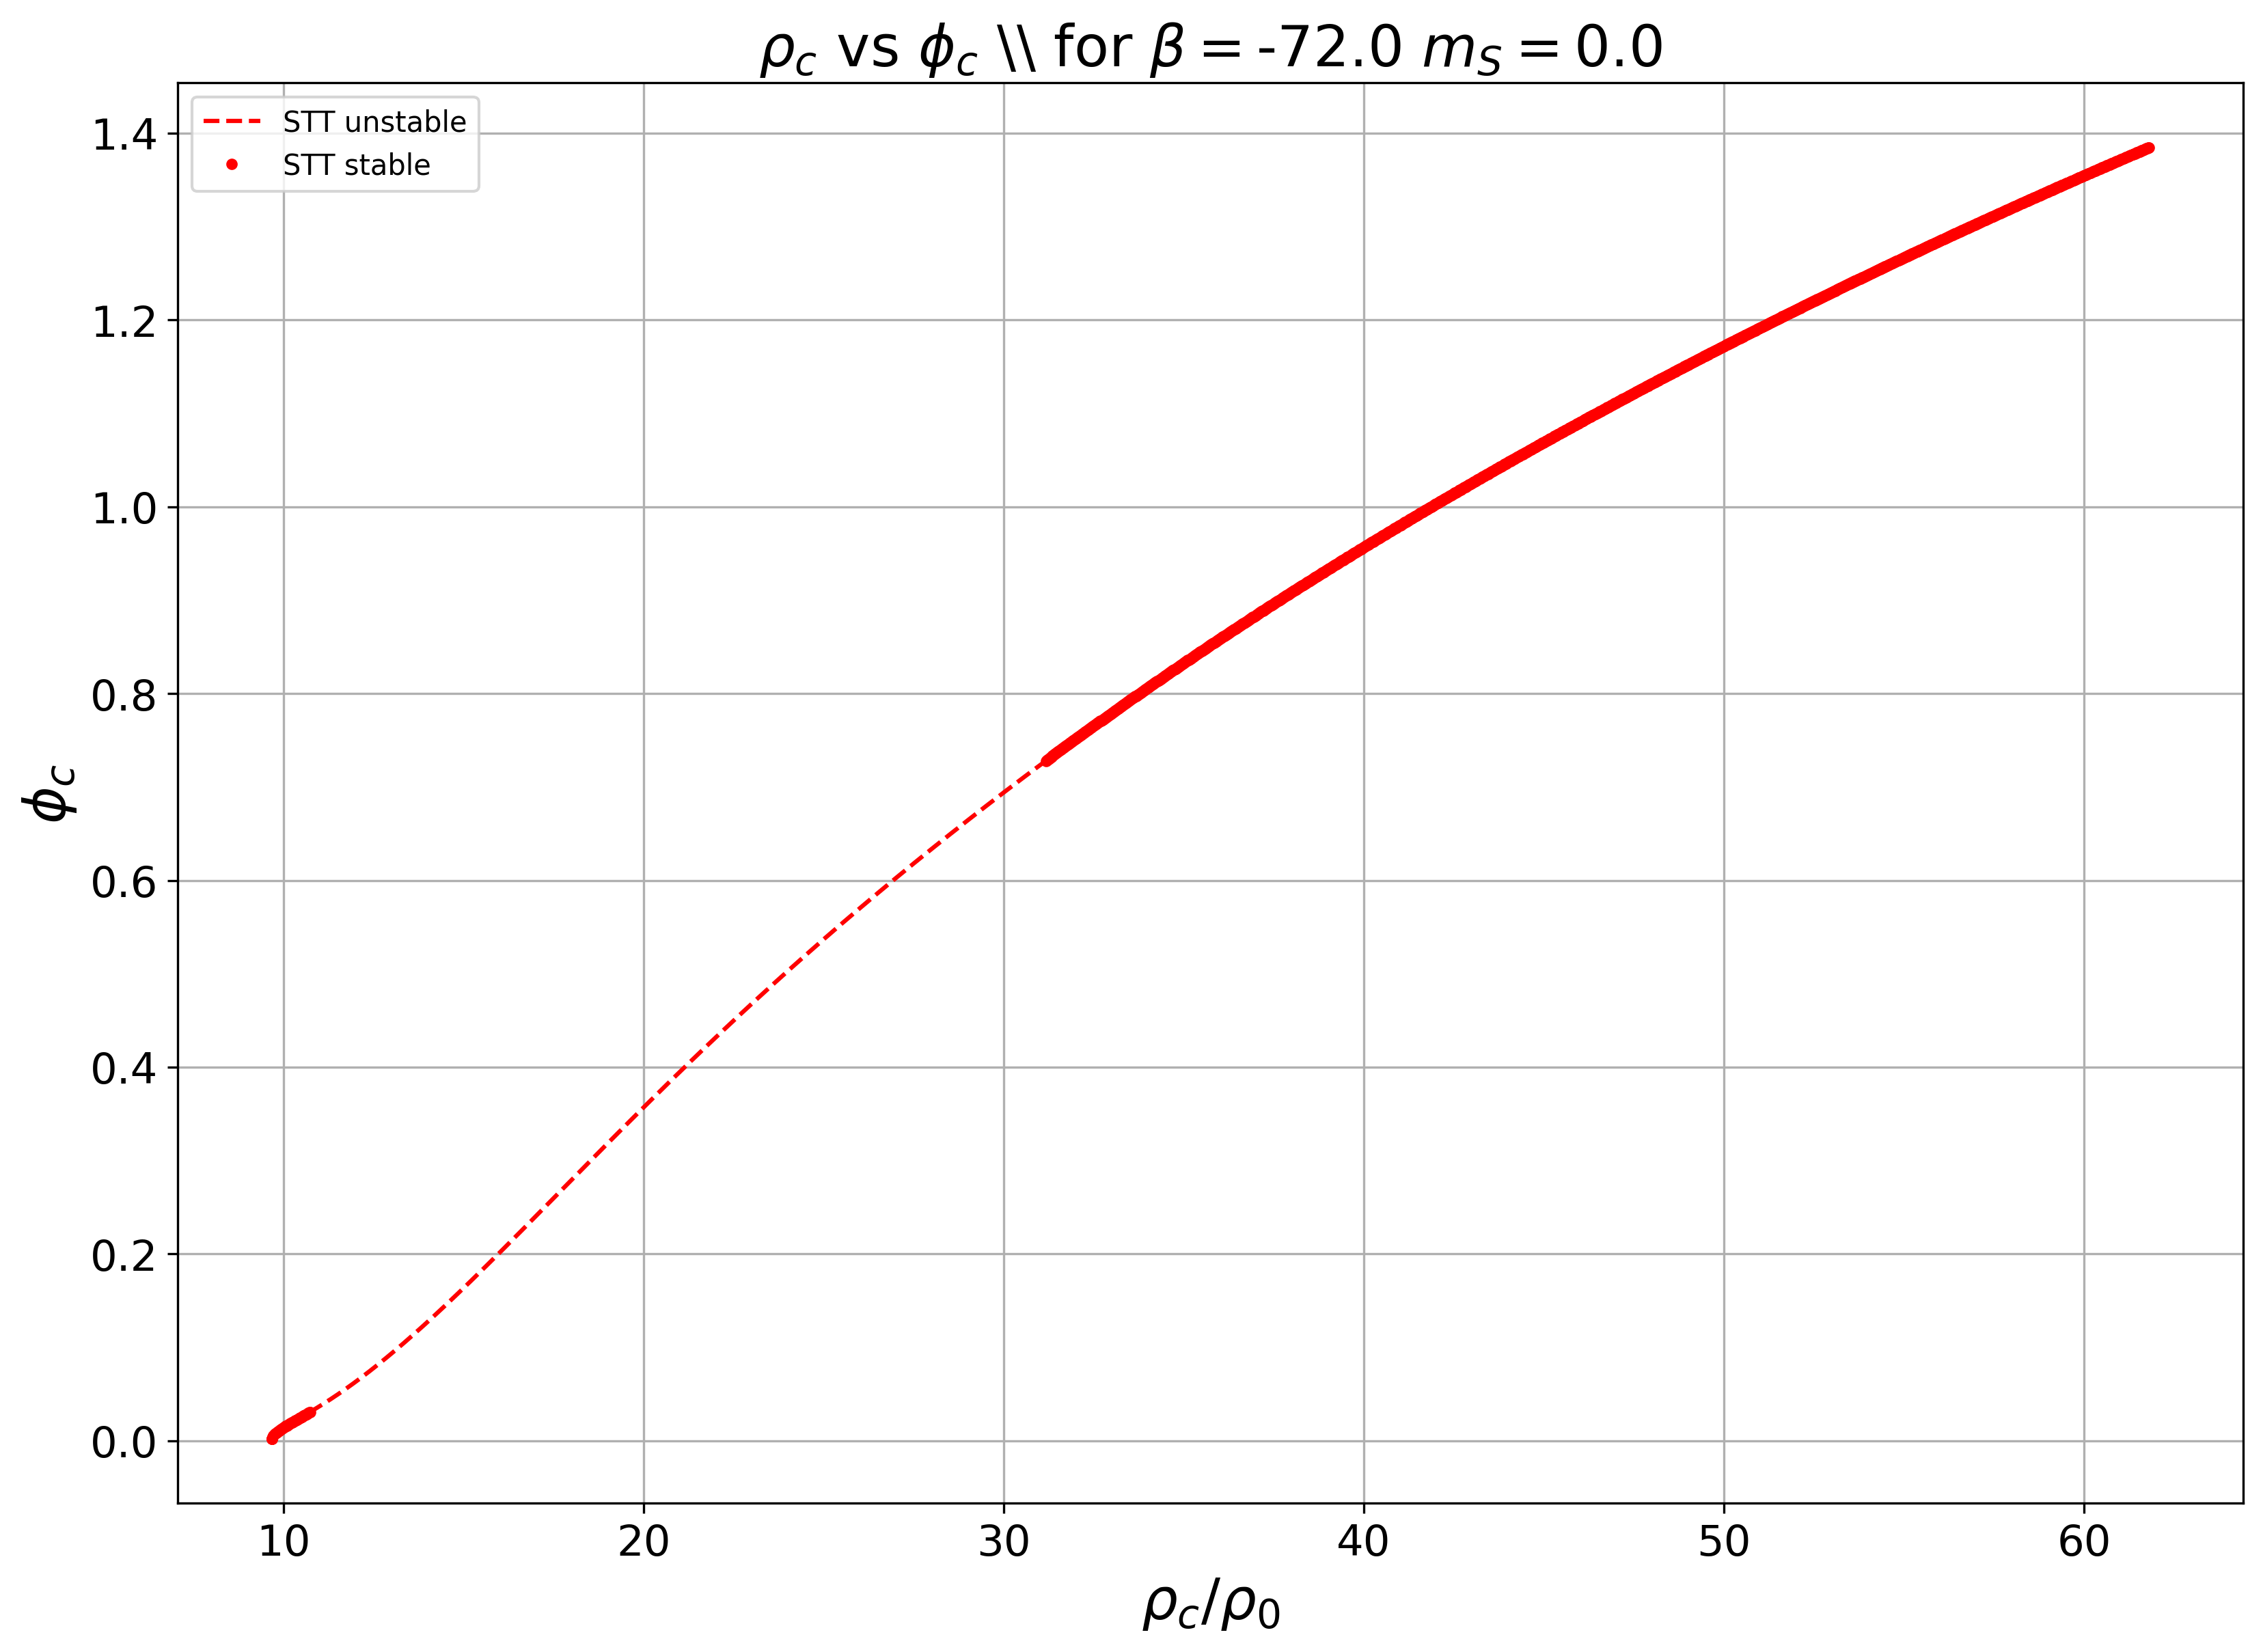 ρc vs ϕc \\ for β = -72.0 mS = 0.0
STT unstable
STT stable
1.4
1.2
1.0
0.8
0.6
0.4
0.2
0.0
ϕc
10 20 30 40 50 60
ρc/ρ0